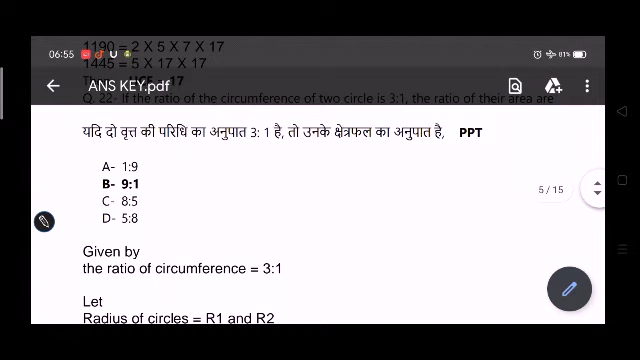 1190 = 2 X 5 X 7 X 17
06:55 U 81%
1445 = 5 X 17 X 17
ANS KEY.pdf
Q. 22- If the ratio of the circumference of two circle is 3:1, the ratio of their area are
यदि दो वृत्त की परिधि का अनुपात 3: 1 है, तो उनके क्षेत्रफल का अनुपात है, PPT
A- 1:9
B- 9:1
5 / 15
C- 8:5
D- 5:8
Given by
the ratio of circumference = 3:1
Let
Radius of circles = R1 and R2